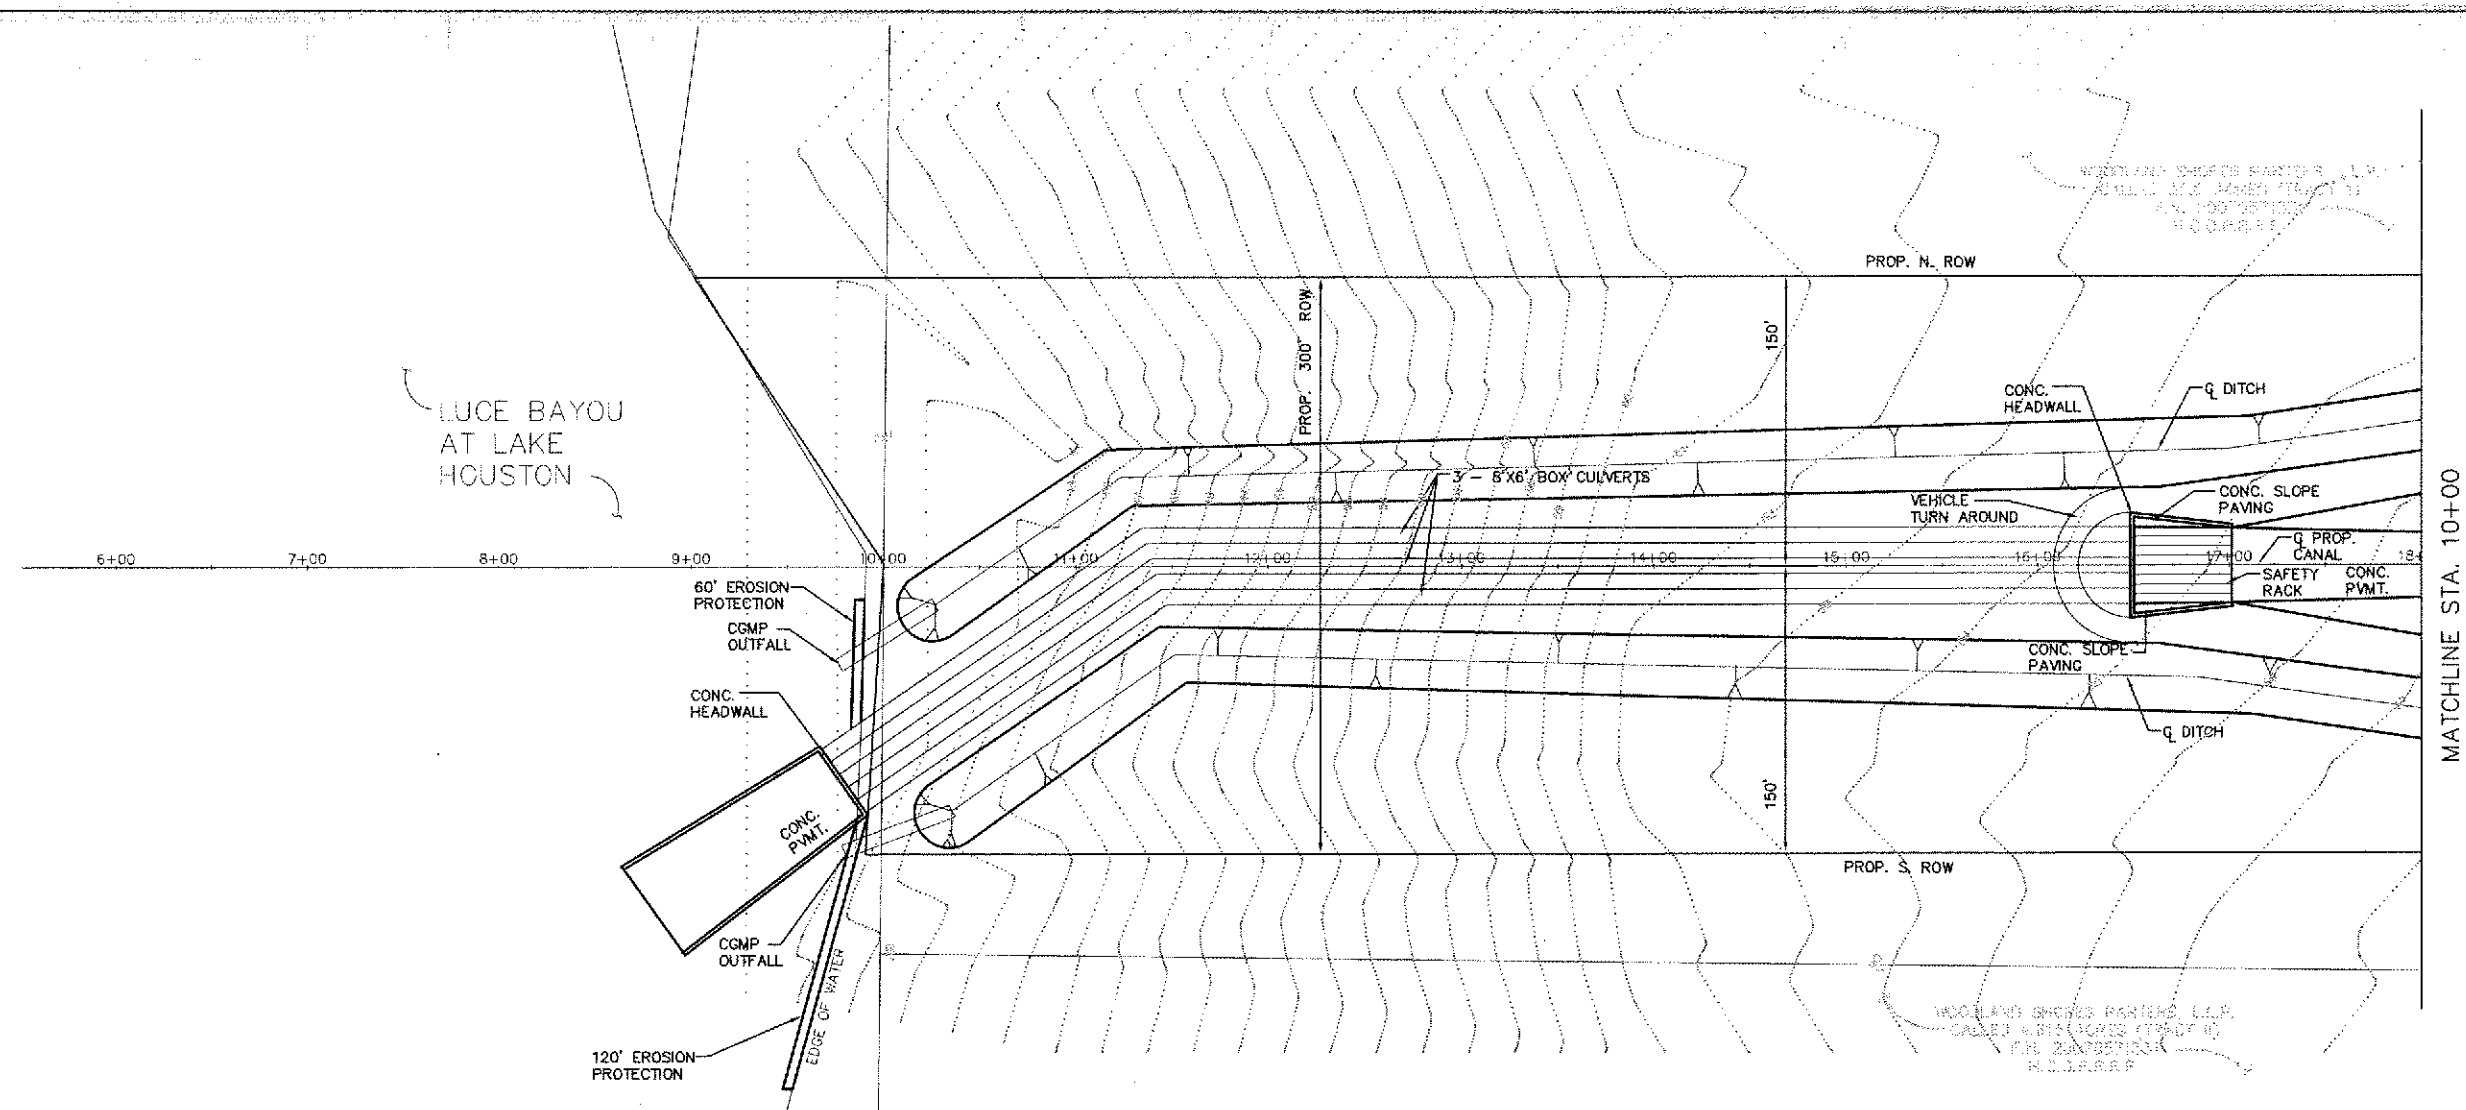 PROP. N. ROW
PROP. 300' ROW
150'
LUCE BAYOU
AT LAKE
HOUSTON
CONC.
HEADWALL
℄ DITCH
3 - 8'X6' BOX CULVERTS
VEHICLE
TURN AROUND
CONC. SLOPE
PAVING
6+00
7+00
8+00
9+00
10+00
11+00
12+00
13+00
14+00
15+00
16+00
17+00
18+
℄ PROP.
CANAL
SAFETY
RACK
CONC.
PVMT.
MATCHLINE STA. 10+00
60' EROSION
PROTECTION
CGMP
OUTFALL
CONC. SLOPE
PAVING
CONC.
HEADWALL
℄ DITCH
CONC.
PVMT.
150'
PROP. S. ROW
CGMP
OUTFALL
EDGE OF WATER
120' EROSION
PROTECTION
WOODLAND SHORES PARTERS, L.L.P.